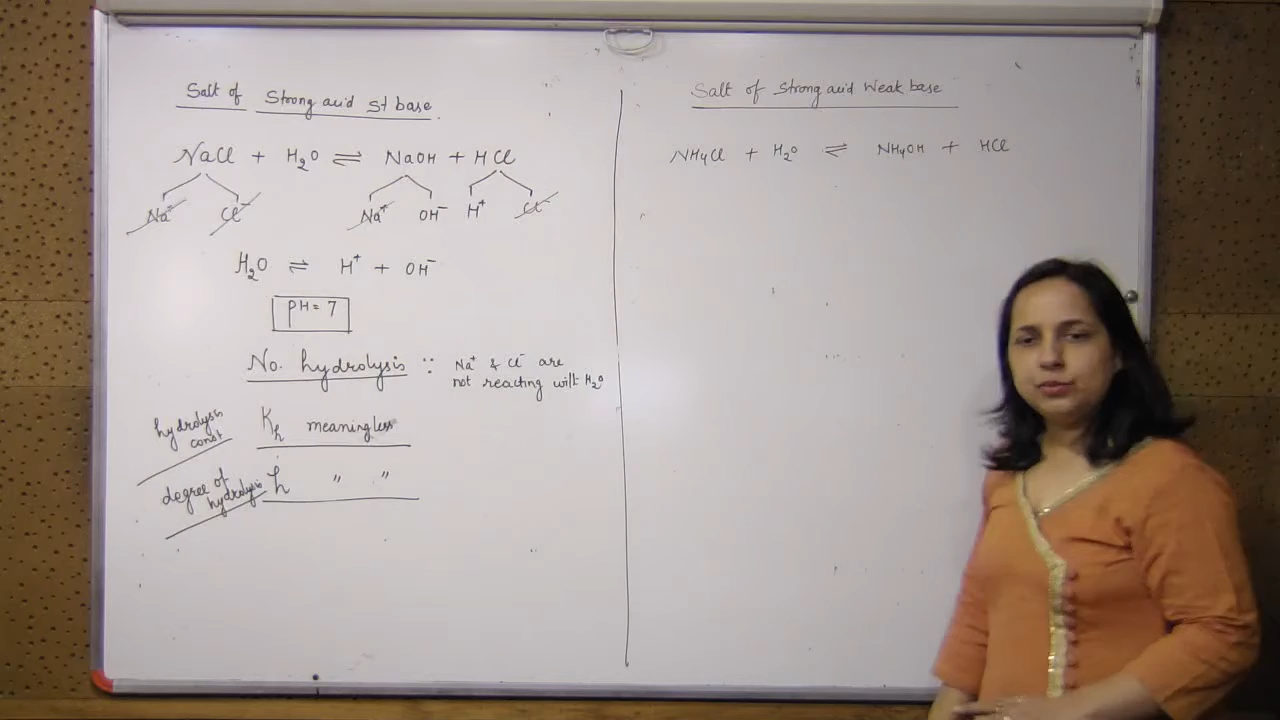 Salt of Strong acid St base
NaCl + H2O ⇌ NaOH + HCl
Na+ Cl- Na+ OH- H+ Cl-
H2O ⇌ H+ + OH-
pH = 7
No. hydrolysis ∵ Na+ & Cl- are
not reacting with H2O
hydrolysis
const
Kh meaningless
degree of
hydrolysis
h " "
Salt of Strong acid Weak base
NH4Cl + H2O ⇌ NH4OH + HCl